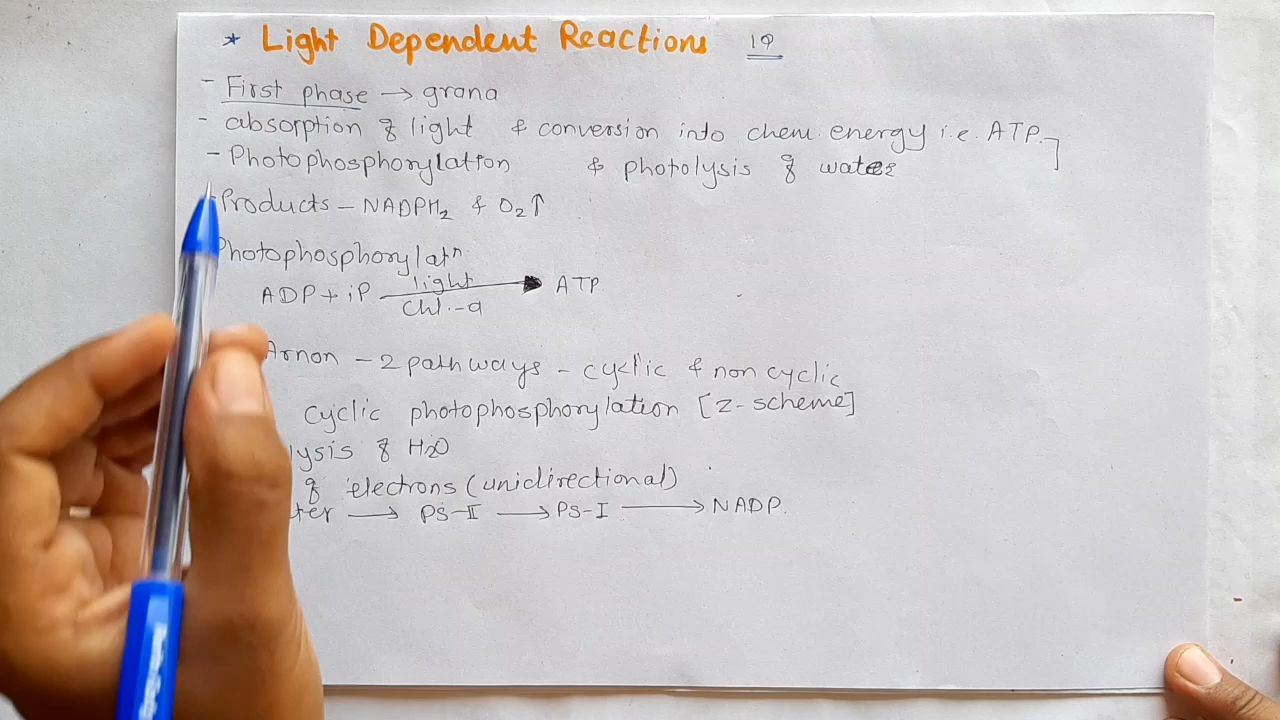 * Light Dependent Reactions 1Q
- First phase → grana
- absorption of light & conversion into chem. energy i.e. ATP.
- Photophosphorylation & photolysis of water
- Products - NADPH₂ & O₂↑
Photophosphorylatⁿ
ADP + iP light chl.-a → ATP
Arnon - 2 pathways - cyclic & non cyclic
cyclic photophosphorylation [Z-scheme]
lysis of H₂O
of electrons (unidirectional)
ter → PS-II → PS-I → NADP.